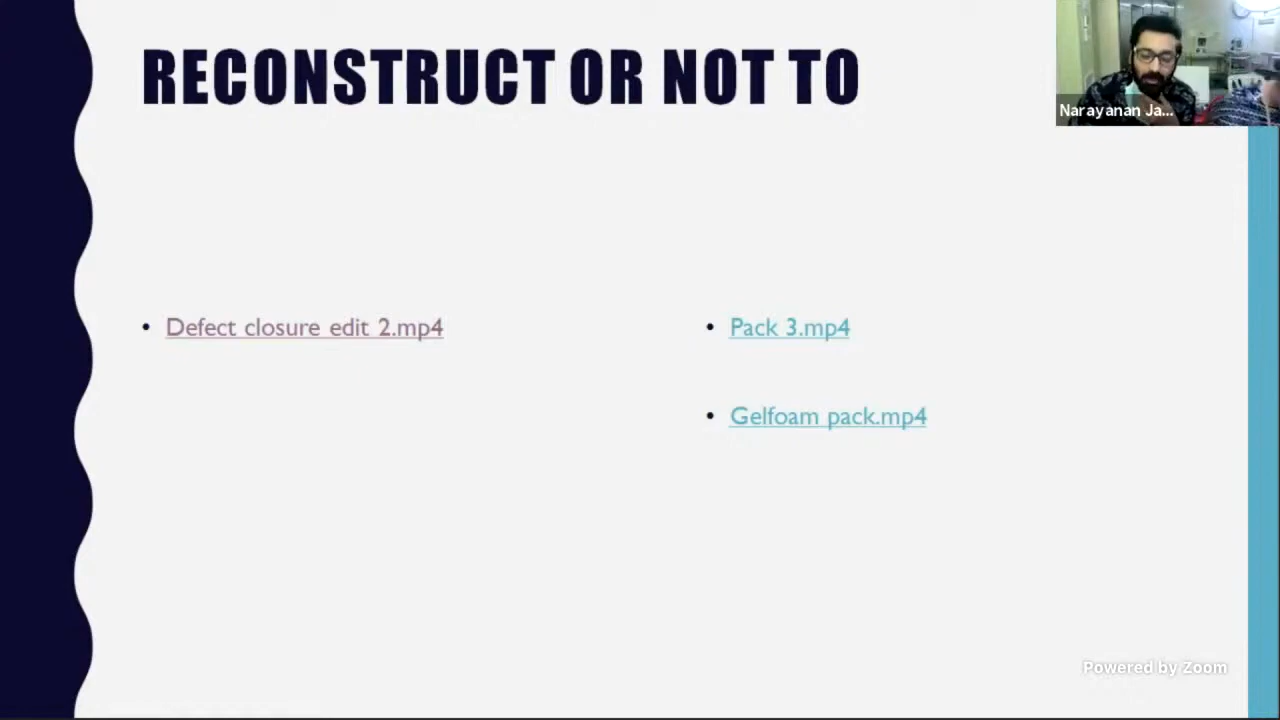 RECONSTRUCT OR NOT TO
Narayanan Ja...
• Defect closure edit 2.mp4
• Pack 3.mp4
• Gelfoam pack.mp4
Powered by Zoom